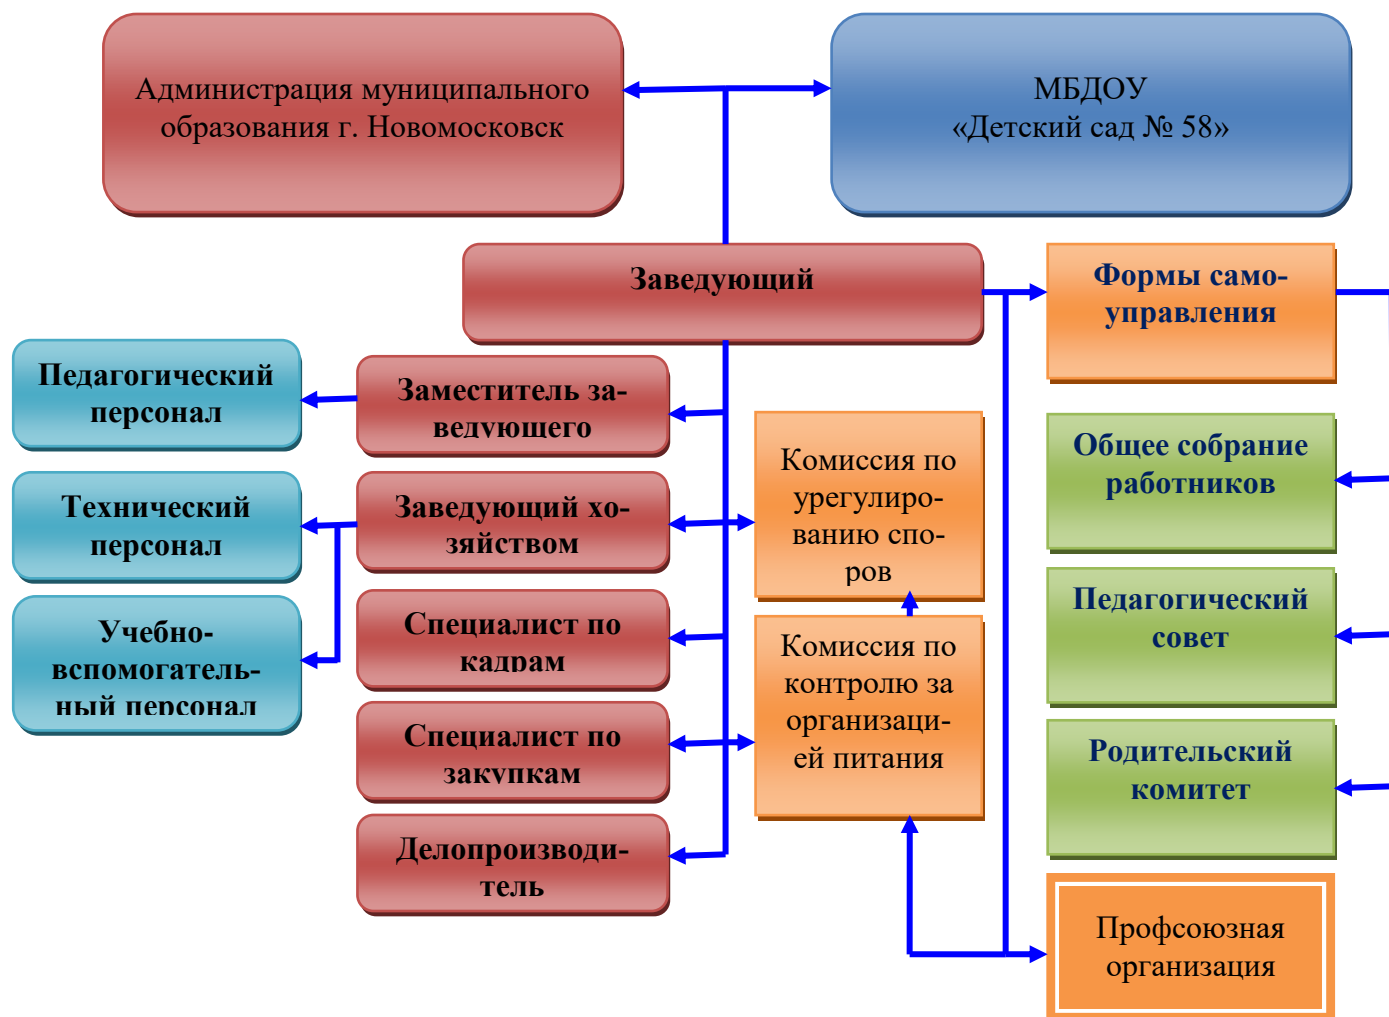 Администрация муниципального
образования г. Новомосковск
МБДОУ
«Детский сад № 58»
Заведующий
Формы само-
управления
Педагогический
персонал
Заместитель за-
ведующего
Общее собрание
работников
Комиссия по
урегулиро-
ванию спо-
ров
Технический
персонал
Заведующий хо-
зяйством
Педагогический
совет
Учебно-
вспомогатель-
ный персонал
Специалист по
кадрам
Комиссия по
контролю за
организаци-
ей питания
Специалист по
закупкам
Родительский
комитет
Делопроизводи-
тель
Профсоюзная
организация